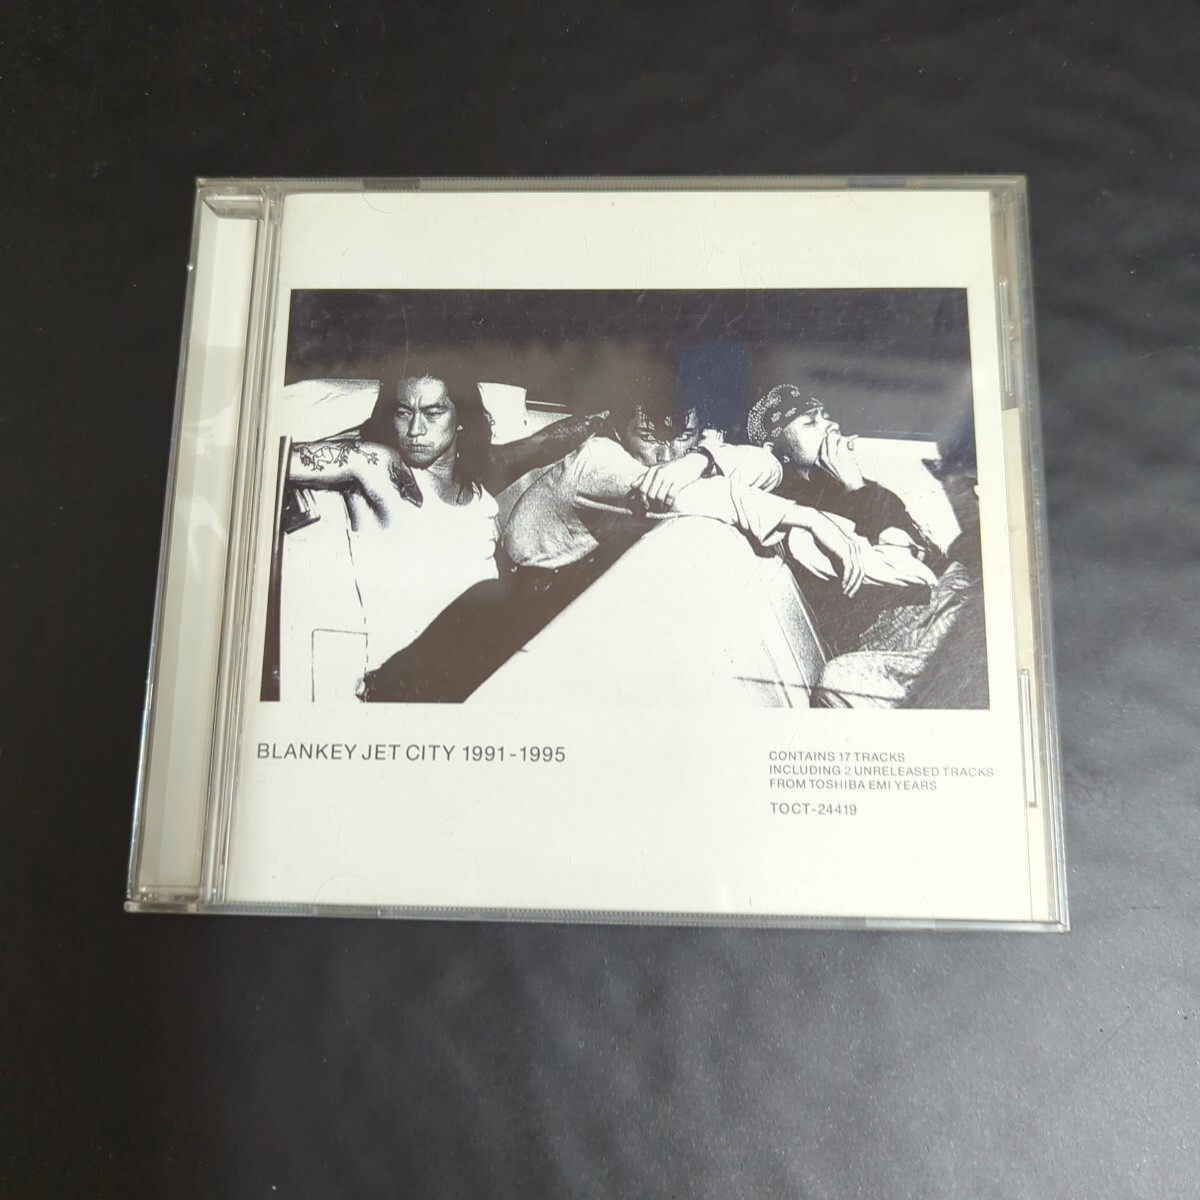 BLANKEY JET CITY 1991-1995
CONTAINS 17 TRACKS
INCLUDING 2 UNRELEASED TRACKS
FROM TOSHIBA EMI YEARS
TOCT-24419